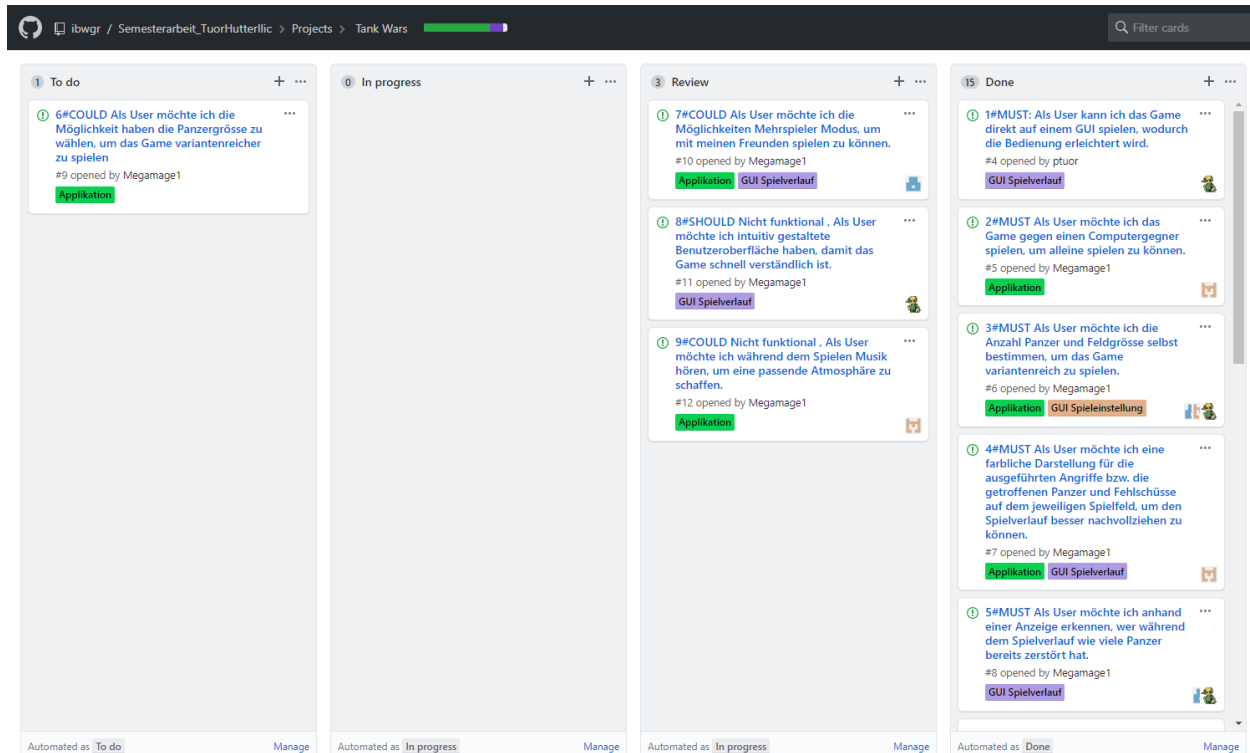 ibwgr / Semesterarbeit_TuorHutterIlic > Projects > Tank Wars
Filter cards
1 To do
6#COULD Als User möchte ich die
Möglichkeit haben die Panzergrösse zu
wählen, um das Game variantenreicher
zu spielen
#9 opened by Megamage1
Applikation
Automated as To do
Manage
0 In progress
Automated as In progress
Manage
3 Review
7#COULD Als User möchte ich die
Möglichkeiten Mehrspieler Modus, um
mit meinen Freunden spielen zu können.
#10 opened by Megamage1
Applikation GUI Spielverlauf
8#SHOULD Nicht funktional , Als User
möchte ich intuitiv gestaltete
Benutzeroberfläche haben, damit das
Game schnell verständlich ist.
#11 opened by Megamage1
GUI Spielverlauf
9#COULD Nicht funktional , Als User
möchte ich während dem Spielen Musik
hören, um eine passende Atmosphäre zu
schaffen.
#12 opened by Megamage1
Applikation
Automated as In progress
Manage
15 Done
1#MUST: Als User kann ich das Game
direkt auf einem GUI spielen, wodurch
die Bedienung erleichtert wird.
#4 opened by ptuor
GUI Spielverlauf
2#MUST Als User möchte ich das
Game gegen einen Computergegner
spielen, um alleine spielen zu können.
#5 opened by Megamage1
Applikation
3#MUST Als User möchte ich die
Anzahl Panzer und Feldgrösse selbst
bestimmen, um das Game
variantenreich zu spielen.
#6 opened by Megamage1
Applikation GUI Spieleinstellung
4#MUST Als User möchte ich eine
farbliche Darstellung für die
ausgeführten Angriffe bzw. die
getroffenen Panzer und Fehlschüsse
auf dem jeweiligen Spielfeld, um den
Spielverlauf besser nachvollziehen zu
können.
#7 opened by Megamage1
Applikation GUI Spielverlauf
5#MUST Als User möchte ich anhand
einer Anzeige erkennen, wer während
dem Spielverlauf wie viele Panzer
bereits zerstört hat.
#8 opened by Megamage1
GUI Spielverlauf
Automated as Done
Manage